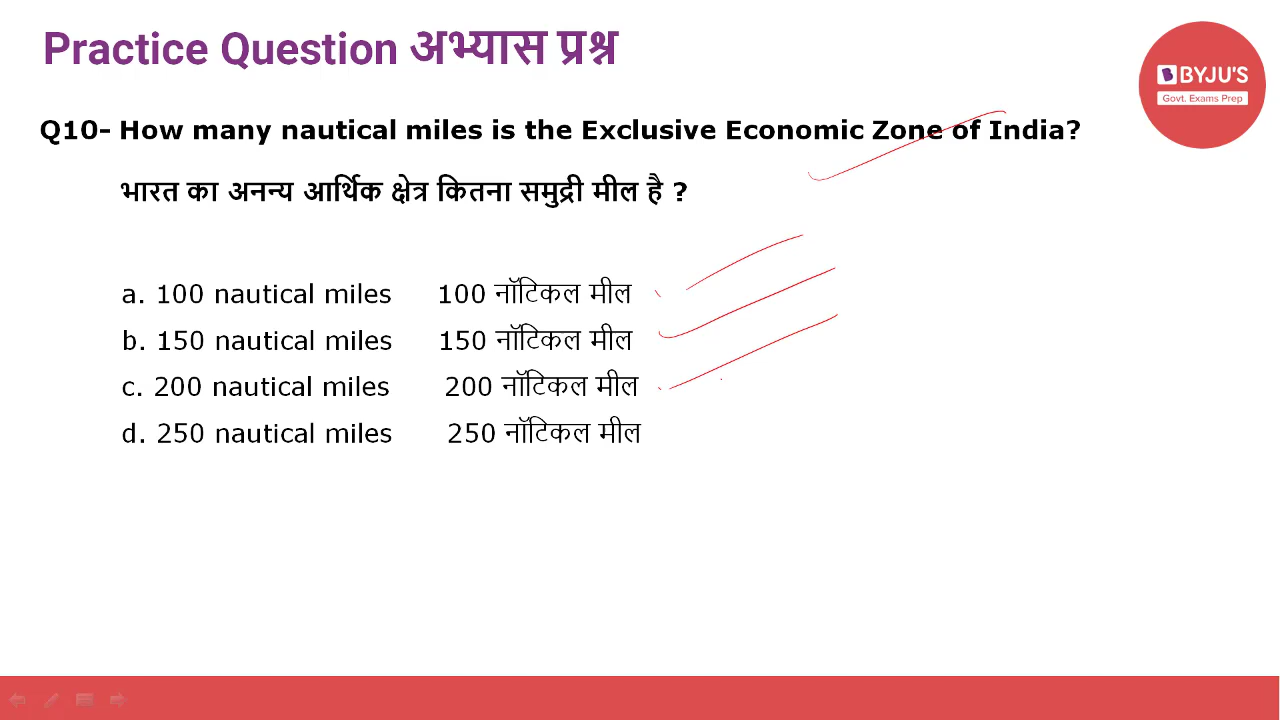 Practice Question अभ्यास प्रश्न
BYJU'S
Govt. Exams Prep
Q10- How many nautical miles is the Exclusive Economic Zone of India?
भारत का अनन्य आर्थिक क्षेत्र कितना समुद्री मील है ?
a. 100 nautical miles 100 नॉटिकल मील
b. 150 nautical miles 150 नॉटिकल मील
c. 200 nautical miles 200 नॉटिकल मील
d. 250 nautical miles 250 नॉटिकल मील